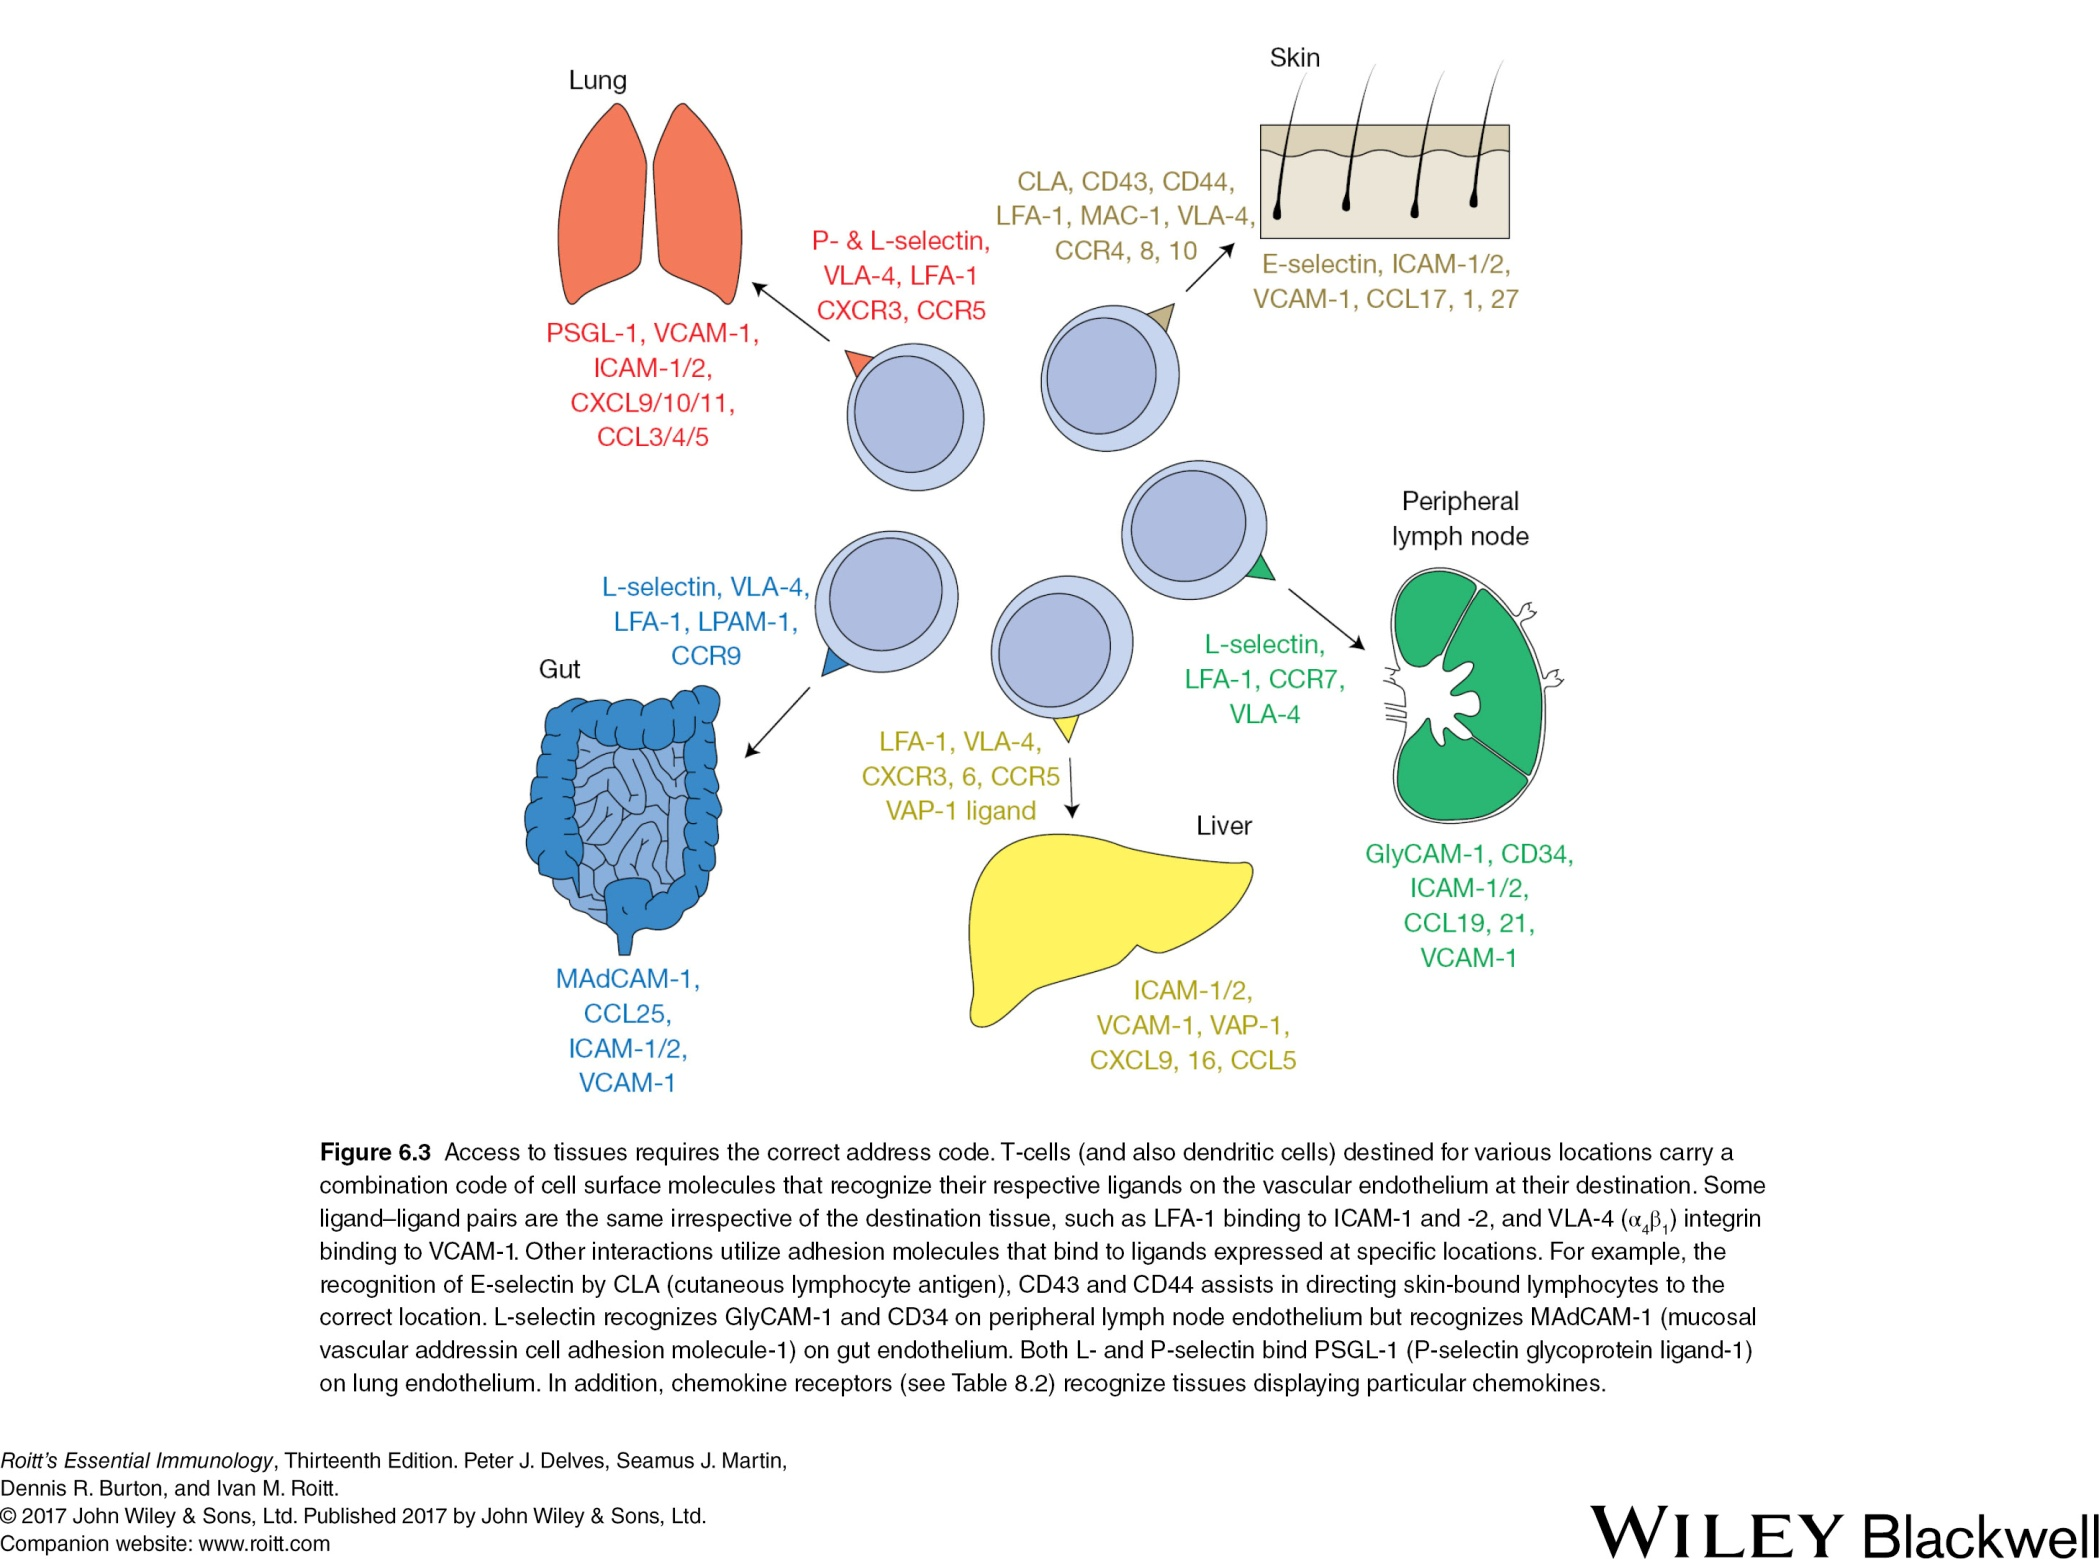 Lung
Skin
CLA, CD43, CD44,
LFA-1, MAC-1, VLA-4,
CCR4, 8, 10
P- & L-selectin,
VLA-4, LFA-1
CXCR3, CCR5
E-selectin, ICAM-1/2,
VCAM-1, CCL17, 1, 27
PSGL-1, VCAM-1,
ICAM-1/2,
CXCL9/10/11,
CCL3/4/5
Peripheral
lymph node
L-selectin, VLA-4,
LFA-1, LPAM-1,
CCR9
Gut
L-selectin,
LFA-1, CCR7,
VLA-4
LFA-1, VLA-4,
CXCR3, 6, CCR5
VAP-1 ligand
Liver
GlyCAM-1, CD34,
ICAM-1/2,
CCL19, 21,
VCAM-1
MAdCAM-1,
CCL25,
ICAM-1/2,
VCAM-1
ICAM-1/2,
VCAM-1, VAP-1,
CXCL9, 16, CCL5
Figure 6.3 Access to tissues requires the correct address code. T-cells (and also dendritic cells) destined for various locations carry a
combination code of cell surface molecules that recognize their respective ligands on the vascular endothelium at their destination. Some
ligand–ligand pairs are the same irrespective of the destination tissue, such as LFA-1 binding to ICAM-1 and -2, and VLA-4 (α₄β₁) integrin
binding to VCAM-1. Other interactions utilize adhesion molecules that bind to ligands expressed at specific locations. For example, the
recognition of E-selectin by CLA (cutaneous lymphocyte antigen), CD43 and CD44 assists in directing skin-bound lymphocytes to the
correct location. L-selectin recognizes GlyCAM-1 and CD34 on peripheral lymph node endothelium but recognizes MAdCAM-1 (mucosal
vascular addressin cell adhesion molecule-1) on gut endothelium. Both L- and P-selectin bind PSGL-1 (P-selectin glycoprotein ligand-1)
on lung endothelium. In addition, chemokine receptors (see Table 8.2) recognize tissues displaying particular chemokines.
Roitt's Essential Immunology, Thirteenth Edition. Peter J. Delves, Seamus J. Martin,
Dennis R. Burton, and Ivan M. Roitt.
© 2017 John Wiley & Sons, Ltd. Published 2017 by John Wiley & Sons, Ltd.
Companion website: www.roitt.com
WILEY Blackwell